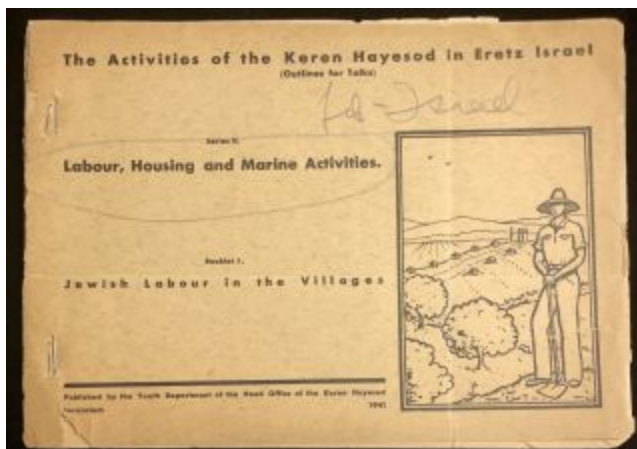 The Activities of the Keren Hayesod in Eretz Israel
(Outlines for Talks)
Israel
Series II.
Labour, Housing and Marine Activities.
Booklet 1.
Jewish Labour in the Villages
Published by the Youth Department of the Head Office of the Keren Hayesod
Jerusalem 1941